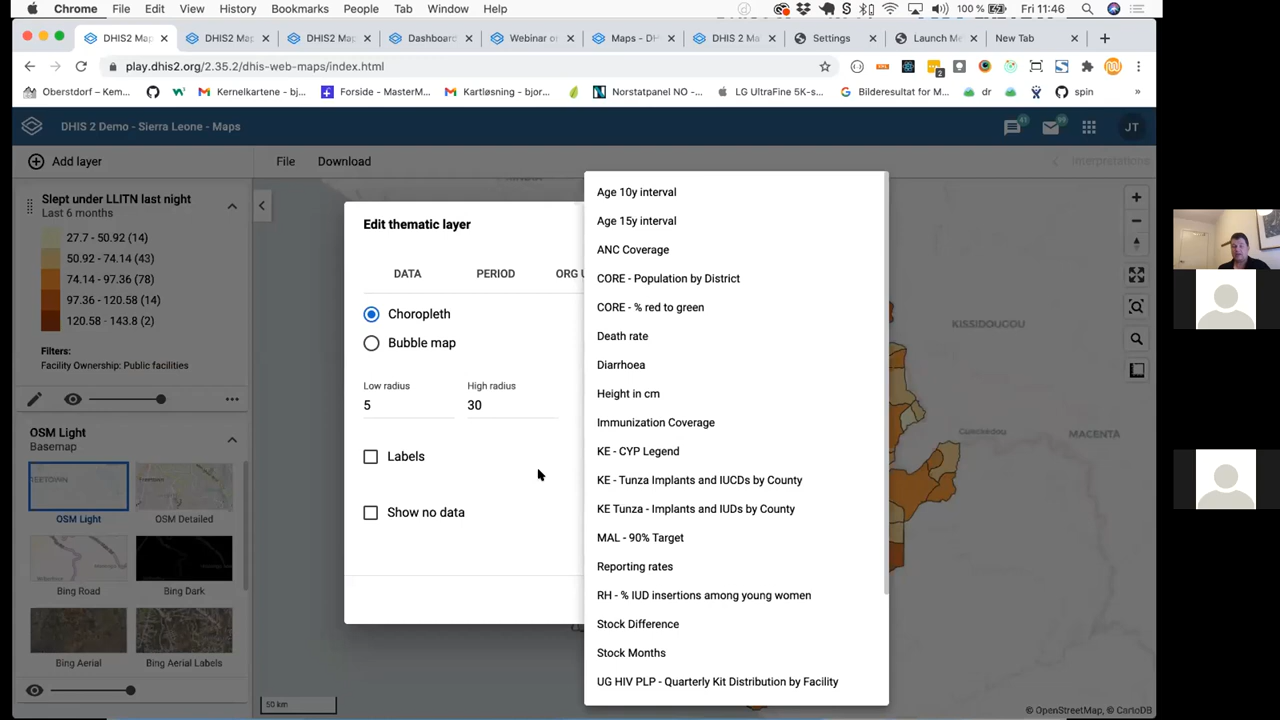 Chrome File Edit View History Bookmarks People Tab Window Help 100 % Fri 11:46
DHIS2 Map DHIS2 Map DHIS2 Map Dashboard Webinar on Maps - DH DHIS 2 Map Settings Launch Me New Tab
play.dhis2.org/2.35.2/dhis-web-maps/index.html 2
Oberstdorf – Kem... Kernelkartene - bj... Forside - MasterM... Kartløsning - bjor... Norstatpanel NO -... LG UltraFine 5K-s... Bilderesultat for M... dr spin »
DHIS 2 Demo - Sierra Leone - Maps JT
Add layer File Download Interpretations
Slept under LLITN last night
Last 6 months
27.7 - 50.92 (14)
50.92 - 74.14 (43)
74.14 - 97.36 (78)
97.36 - 120.58 (14)
120.58 - 143.8 (2)
Filters:
Facility Ownership: Public facilities
OSM Light
Basemap
OSM Light OSM Detailed
Bing Road Bing Dark
Bing Aerial Bing Aerial Labels
Edit thematic layer
DATA PERIOD ORG U
Choropleth
Bubble map
Low radius High radius
5 30
Labels
Show no data
Age 10y interval
Age 15y interval
ANC Coverage
CORE - Population by District
CORE - % red to green
Death rate
Diarrhoea
Height in cm
Immunization Coverage
KE - CYP Legend
KE - Tunza Implants and IUCDs by County
KE Tunza - Implants and IUDs by County
MAL - 90% Target
Reporting rates
RH - % IUD insertions among young women
Stock Difference
Stock Months
UG HIV PLP - Quarterly Kit Distribution by Facility
KISSIDOUGOU
MACENTA
50 km
© OpenStreetMap, © CartoDB